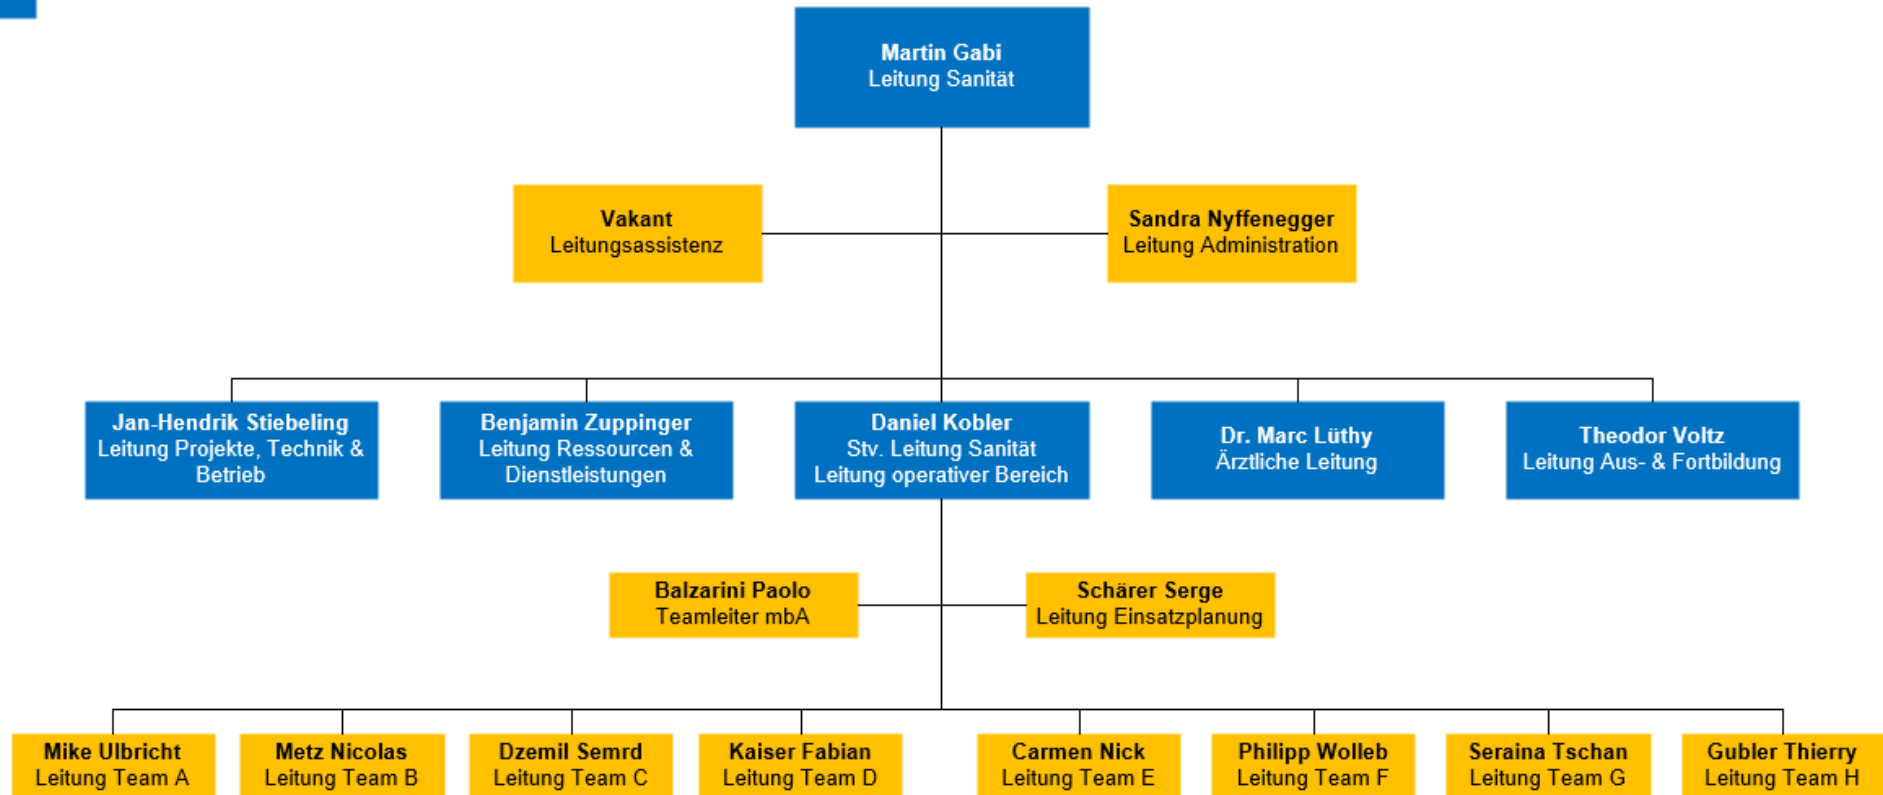 Martin Gabi
Leitung Sanität
Vakant
Leitungsassistenz
Sandra Nyffenegger
Leitung Administration
Jan-Hendrik Stiebeling
Leitung Projekte, Technik &
Betrieb
Benjamin Zuppinger
Leitung Ressourcen &
Dienstleistungen
Daniel Kobler
Stv. Leitung Sanität
Leitung operativer Bereich
Dr. Marc Lüthy
Ärztliche Leitung
Theodor Voltz
Leitung Aus- & Fortbildung
Balzarini Paolo
Teamleiter mbA
Schärer Serge
Leitung Einsatzplanung
Mike Ulbricht
Leitung Team A
Metz Nicolas
Leitung Team B
Dzemil Semrd
Leitung Team C
Kaiser Fabian
Leitung Team D
Carmen Nick
Leitung Team E
Philipp Wolleb
Leitung Team F
Seraina Tschan
Leitung Team G
Gubler Thierry
Leitung Team H